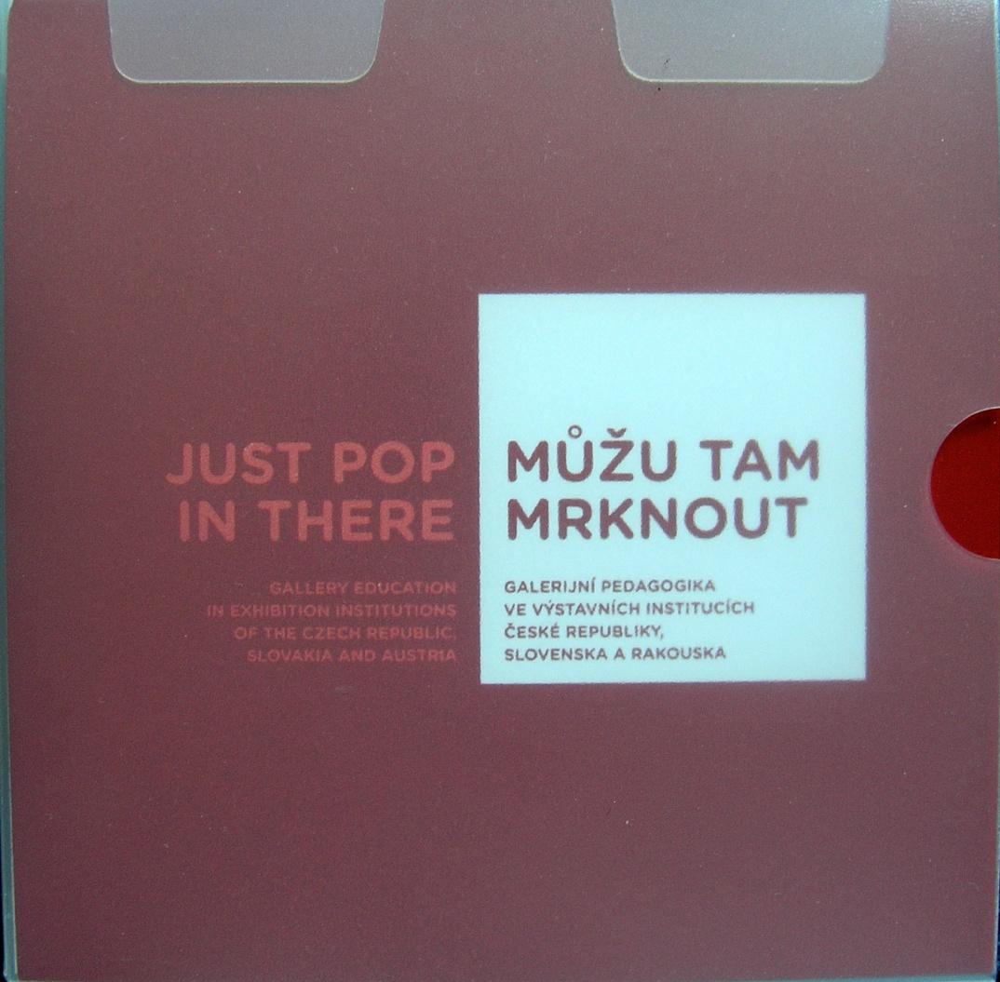 JUST POP
IN THERE
GALLERY EDUCATION
IN EXHIBITION INSTITUTIONS
OF THE CZECH REPUBLIC,
SLOVAKIA AND AUSTRIA
MŮŽU TAM
MRKNOUT
GALERIJNÍ PEDAGOGIKA
VE VÝSTAVNÍCH INSTITUCÍCH
ČESKÉ REPUBLIKY,
SLOVENSKA A RAKOUSKA